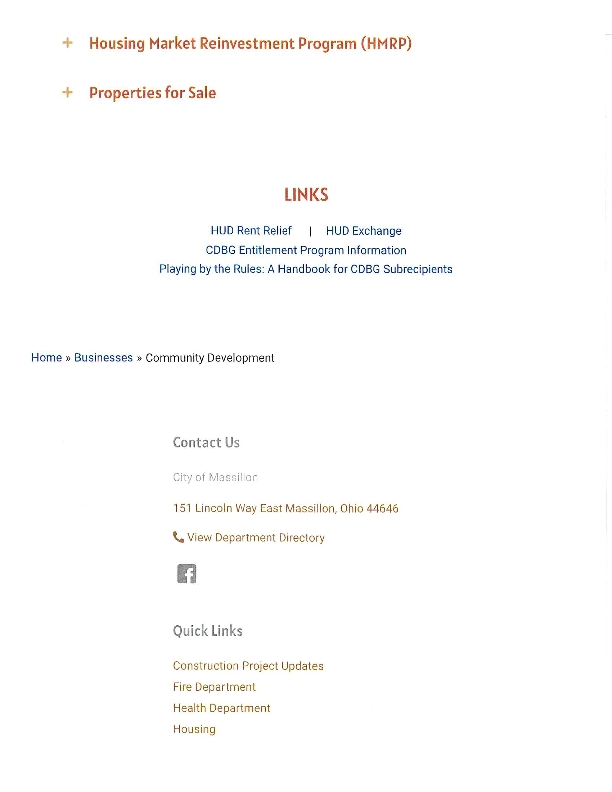 + Housing Market Reinvestment Program (HMRP)
+ Properties for Sale
LINKS
HUD Rent Relief | HUD Exchange
CDBG Entitlement Program Information
Playing by the Rules: A Handbook for CDBG Subrecipients
Home » Businesses » Community Development
Contact Us
City of Massillon
151 Lincoln Way East Massillon, Ohio 44646
View Department Directory
Quick Links
Construction Project Updates
Fire Department
Health Department
Housing